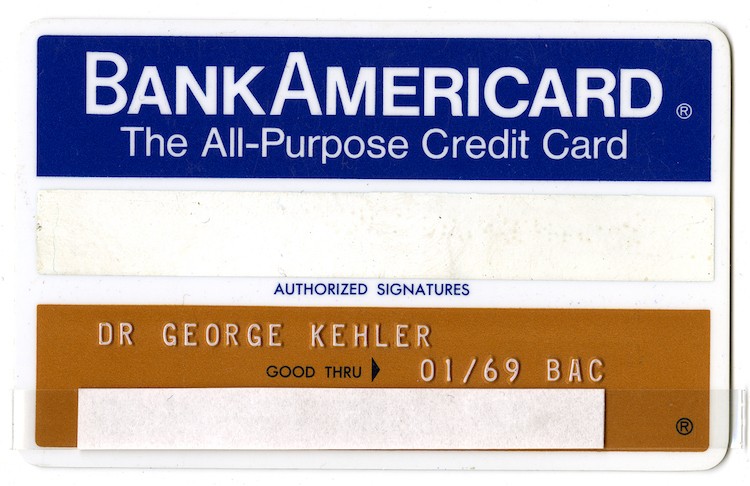 BANKAMERICARD ®
The All-Purpose Credit Card
AUTHORIZED SIGNATURES
DR GEORGE KEHLER
GOOD THRU ▶ 01/69 BAC
®